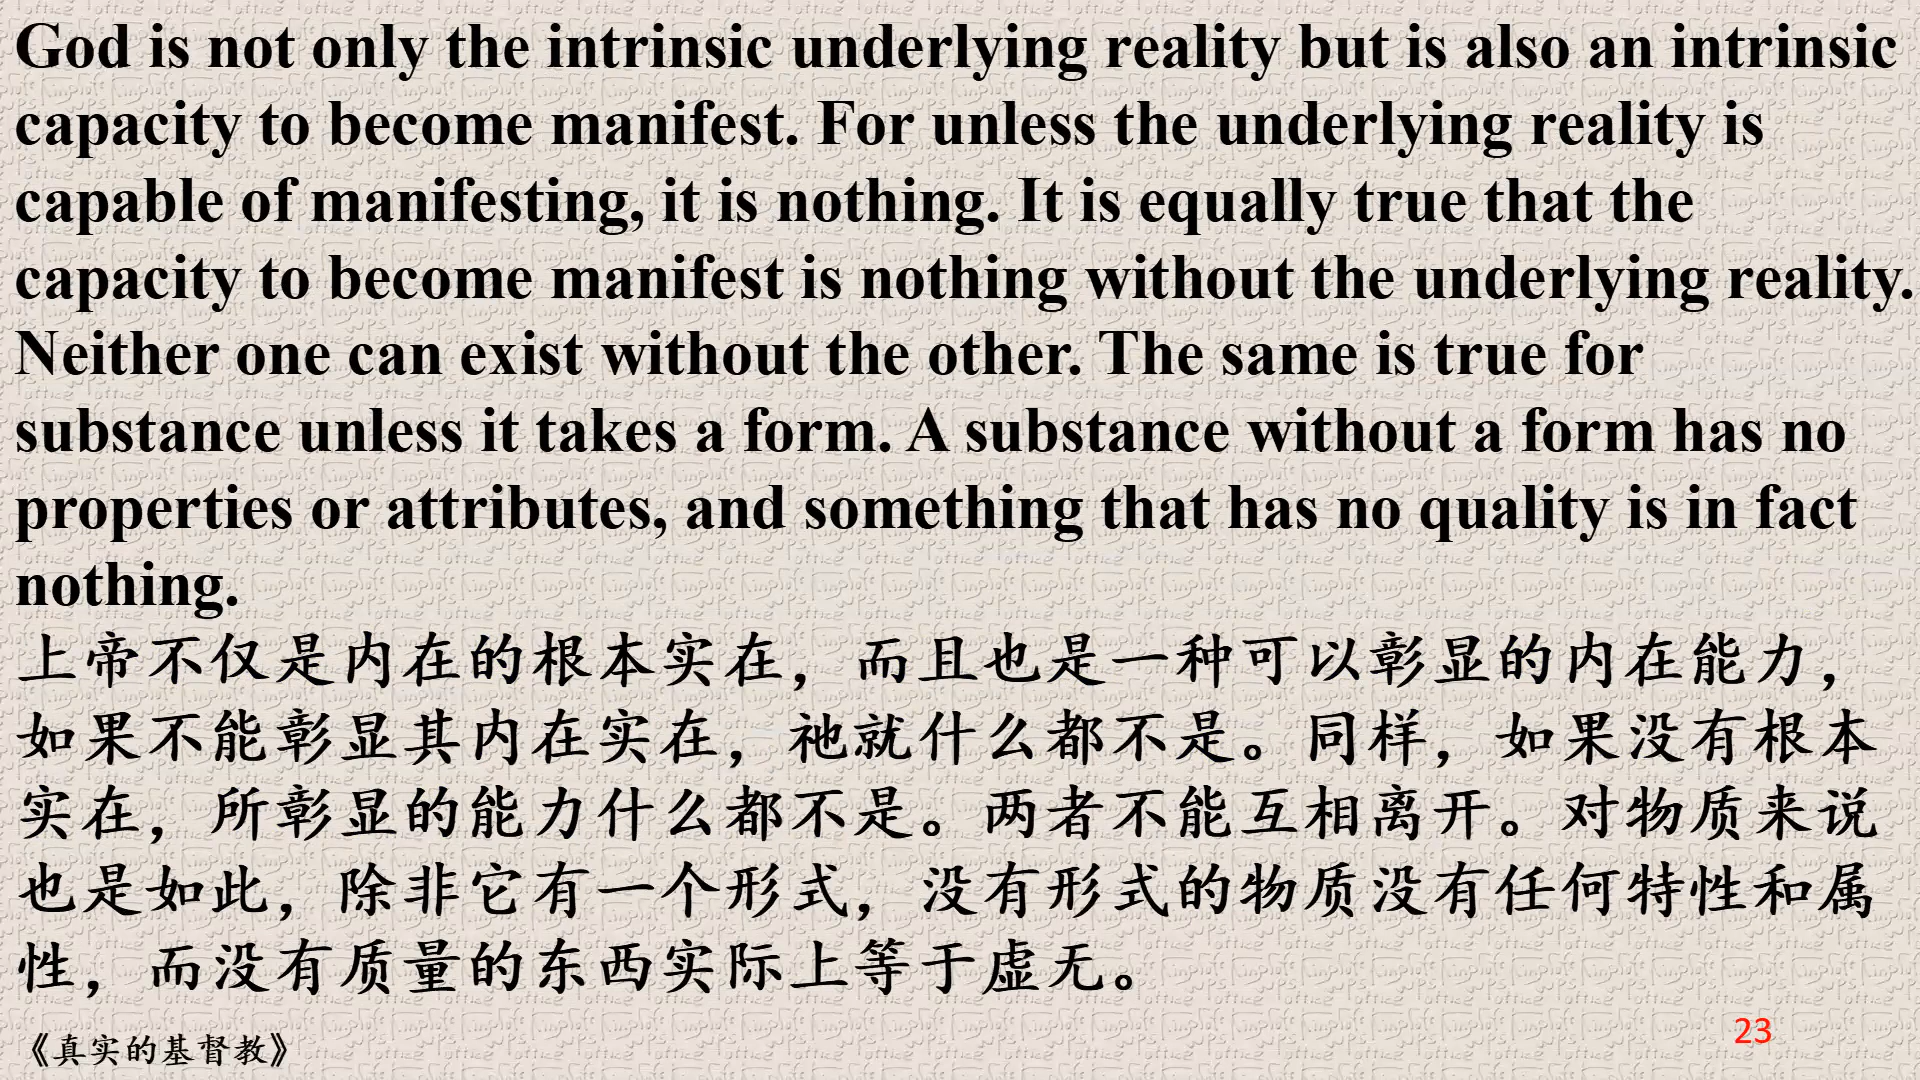 God is not only the intrinsic underlying reality but is also an intrinsic
capacity to become manifest. For unless the underlying reality is
capable of manifesting, it is nothing. It is equally true that the
capacity to become manifest is nothing without the underlying reality.
Neither one can exist without the other. The same is true for
substance unless it takes a form. A substance without a form has no
properties or attributes, and something that has no quality is in fact
nothing.
上帝不仅是内在的根本实在，而且也是一种可以彰显的内在能力，
如果不能彰显其内在实在，祂就什么都不是。同样，如果没有根本
实在，所彰显的能力什么都不是。两者不能互相离开。对物质来说
也是如此，除非它有一个形式，没有形式的物质没有任何特性和属
性，而没有质量的东西实际上等于虚无。
《真实的基督教》
23